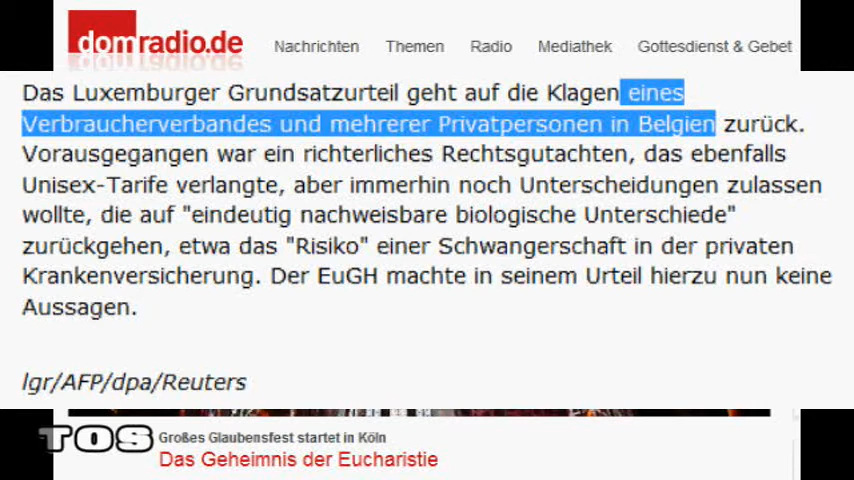 domradio.de
Nachrichten Themen Radio Mediathek Gottesdienst & Gebet
Das Luxemburger Grundsatzurteil geht auf die Klagen eines
Verbraucherverbandes und mehrerer Privatpersonen in Belgien zurück.
Vorausgegangen war ein richterliches Rechtsgutachten, das ebenfalls
Unisex-Tarife verlangte, aber immerhin noch Unterscheidungen zulassen
wollte, die auf "eindeutig nachweisbare biologische Unterschiede"
zurückgehen, etwa das "Risiko" einer Schwangerschaft in der privaten
Krankenversicherung. Der EuGH machte in seinem Urteil hierzu nun keine
Aussagen.
lgr/AFP/dpa/Reuters
TOS
Großes Glaubensfest startet in Köln
Das Geheimnis der Eucharistie